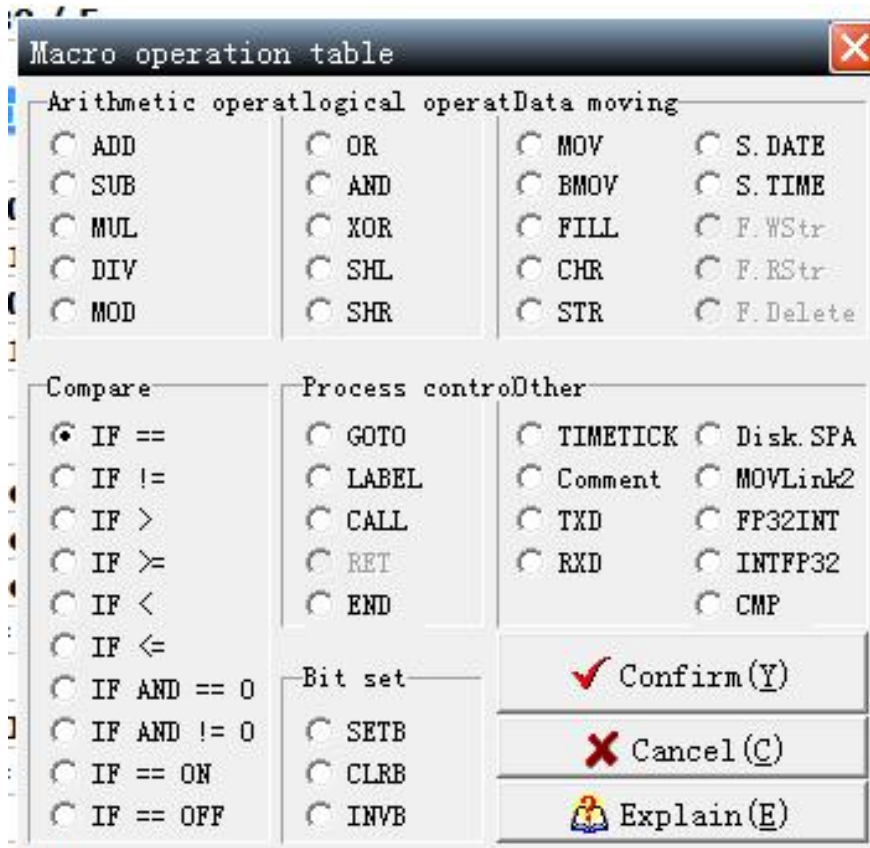 Macro operation table
Arithmetic operatlogical operatData moving
ADD
SUB
MUL
DIV
MOD
OR
AND
XOR
SHL
SHR
MOV
BMOV
FILL
CHR
STR
S.DATE
S.TIME
F.WStr
F.RStr
F.Delete
Compare
IF ==
IF !=
IF >
IF >=
IF <
IF <=
IF AND == 0
IF AND != 0
IF == ON
IF == OFF
Process controOther
GOTO
LABEL
CALL
RET
END
TIMETICK
Comment
TXD
RXD
Disk.SPA
MOVLink2
FP32INT
INTFP32
CMP
Bit set
SETB
CLRB
INVB
Confirm(Y)
Cancel(C)
Explain(E)